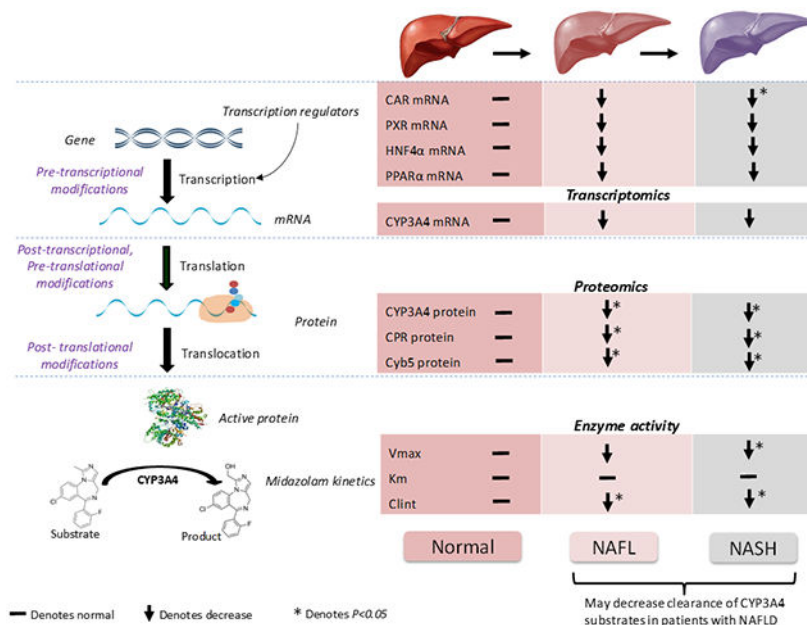 Transcription regulators
Gene
Pre-transcriptional
modifications
Transcription
mRNA
CAR mRNA
*
PXR mRNA
HNF4α mRNA
PPARα mRNA
Transcriptomics
CYP3A4 mRNA
Post-transcriptional,
Pre-translational
modifications
Translation
Protein
Post- translational
modifications
Translocation
Proteomics
CYP3A4 protein * *
CPR protein * *
Cyb5 protein * *
Active protein
Enzyme activity
CYP3A4
Midazolam kinetics
Cl
N
N
N
F
Substrate
OH
Cl
N
N
N
F
Product
Vmax *
Km
Clint * *
Normal
NAFL
NASH
May decrease clearance of CYP3A4
substrates in patients with NAFLD
Denotes normal
Denotes decrease
* Denotes P<0.05